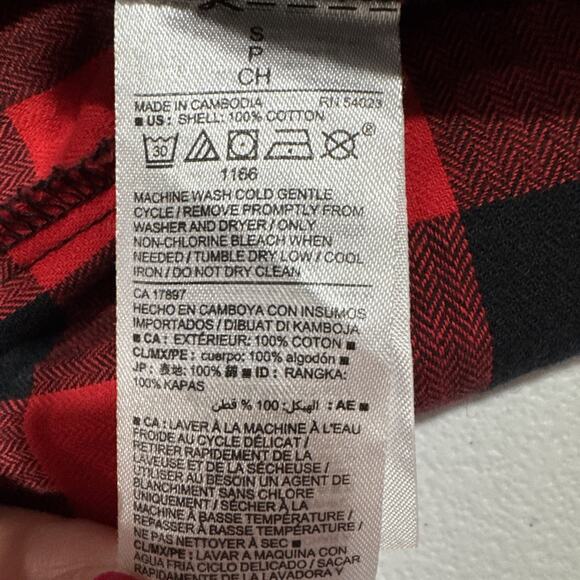 S
P
CH
MADE IN CAMBODIA RN 54023
■ US : SHELL: 100% COTTON
30 ®
1166
MACHINE WASH COLD GENTLE
CYCLE / REMOVE PROMPTLY FROM
WASHER AND DRYER / ONLY
NON-CHLORINE BLEACH WHEN
NEEDED / TUMBLE DRY LOW / COOL
IRON / DO NOT DRY CLEAN
CA 17897
HECHO EN CAMBOYA CON INSUMOS
IMPORTADOS / DIBUAT DI KAMBOJA
■ CA : EXTÉRIEUR: 100% COTON ■
CL/MX/PE : cuerpo: 100% algodón ■
JP : 表地: 100% 綿 ■ ID : RANGKA:
100% KAPAS
■ AE : الهيكل: 100 % قطن
■ CA : LAVER À LA MACHINE À L'EAU
FROIDE AU CYCLE DÉLICAT /
RETIRER RAPIDEMENT DE LA
LAVEUSE ET DE LA SÉCHEUSE /
UTILISER AU BESOIN UN AGENT DE
BLANCHIMENT SANS CHLORE
UNIQUEMENT / SÉCHER À LA
MACHINE À BASSE TEMPÉRATURE /
REPASSER À BASSE TEMPÉRATURE /
NE PAS NETTOYER À SEC ■
CL/MX/PE : LAVAR A MAQUINA CON
AGUA FRIA CICLO DELICADO / SACAR
RAPIDAMENTE DE LA LAVADORA Y